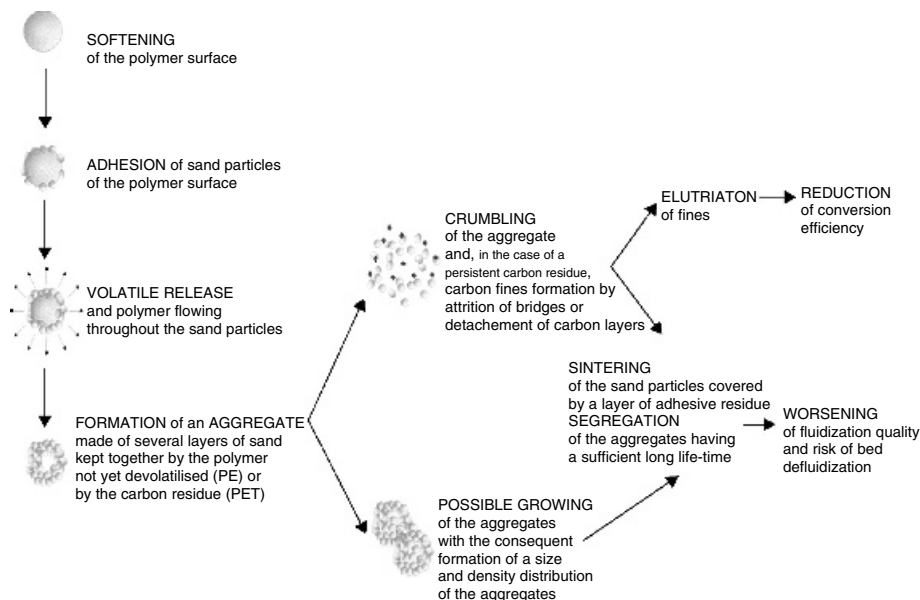 SOFTENING
of the polymer surface
ADHESION of sand particles
of the polymer surface
VOLATILE RELEASE
and polymer flowing
throughout the sand particles
FORMATION of an AGGREGATE
made of several layers of sand
kept together by the polymer
not yet devolatilised (PE) or
by the carbon residue (PET)
CRUMBLING
of the aggregate
and, in the case of a
persistent carbon residue,
carbon fines formation by
attrition of bridges or
detachement of carbon layers
ELUTRIATON
of fines
REDUCTION
of conversion
efficiency
SINTERING
of the sand particles covered
by a layer of adhesive residue
SEGREGATION
of the aggregates having
a sufficient long life-time
WORSENING
of fluidization quality
and risk of bed
defluidization
POSSIBLE GROWING
of the aggregates
with the consequent
formation of a size
and density distribution
of the aggregates